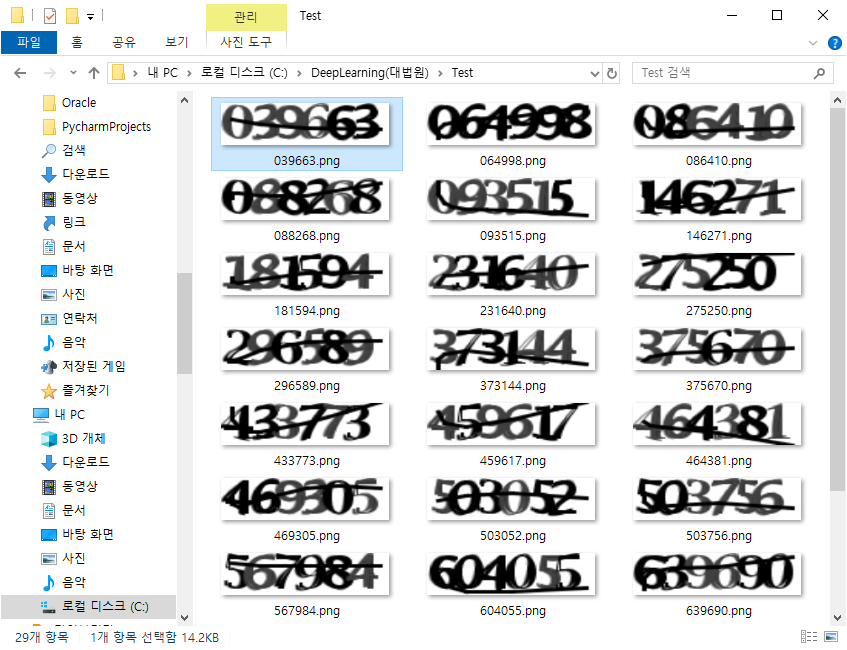 관리 Test
파일 홈 공유 보기 사진 도구
내 PC › 로컬 디스크 (C:) › DeepLearning(대법원) › Test
Test 검색
Oracle
PycharmProjects
검색
다운로드
동영상
링크
문서
바탕 화면
사진
연락처
음악
저장된 게임
즐겨찾기
내 PC
3D 개체
다운로드
동영상
문서
바탕 화면
사진
음악
로컬 디스크 (C:)
039663 064998 086410
039663.png 064998.png 086410.png
088268 093515 146271
088268.png 093515.png 146271.png
181594 231640 275250
181594.png 231640.png 275250.png
296589 373144 375670
296589.png 373144.png 375670.png
433773 459617 464381
433773.png 459617.png 464381.png
469305 503052 503756
469305.png 503052.png 503756.png
567984 604055 639690
567984.png 604055.png 639690.png
29개 항목 1개 항목 선택함 14.2KB